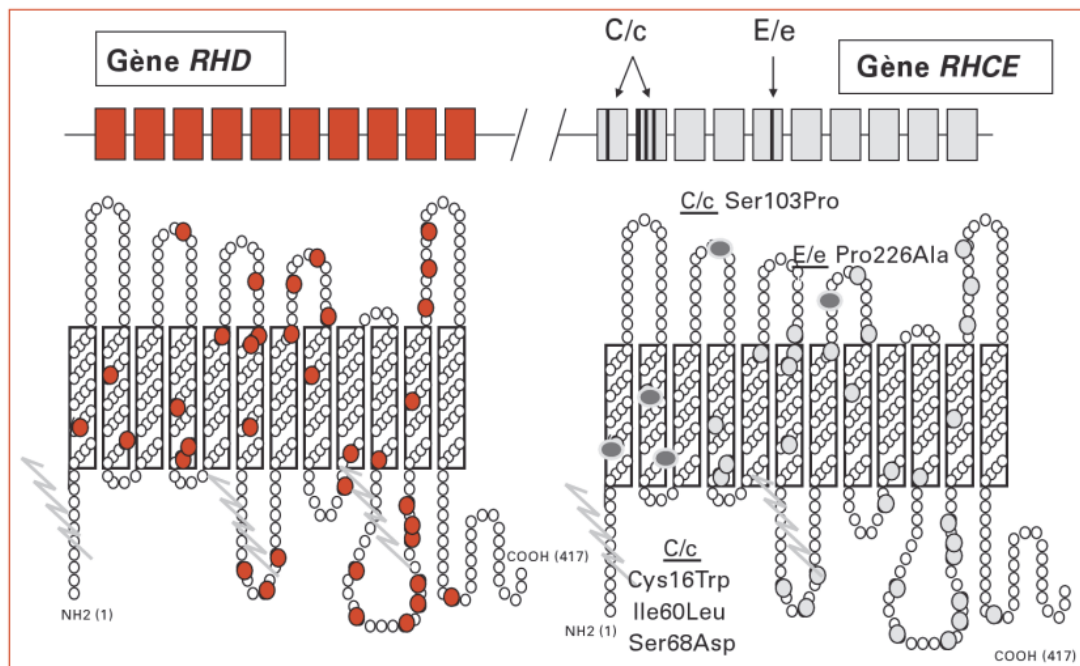 C/c
E/e
Gène RHD
Gène RHCE
C/c Ser103Pro
E/e Pro226Ala
COOH (417)
NH2 (1)
C/c
Cys16Trp
Ile60Leu
Ser68Asp
NH2 (1)
COOH (417)